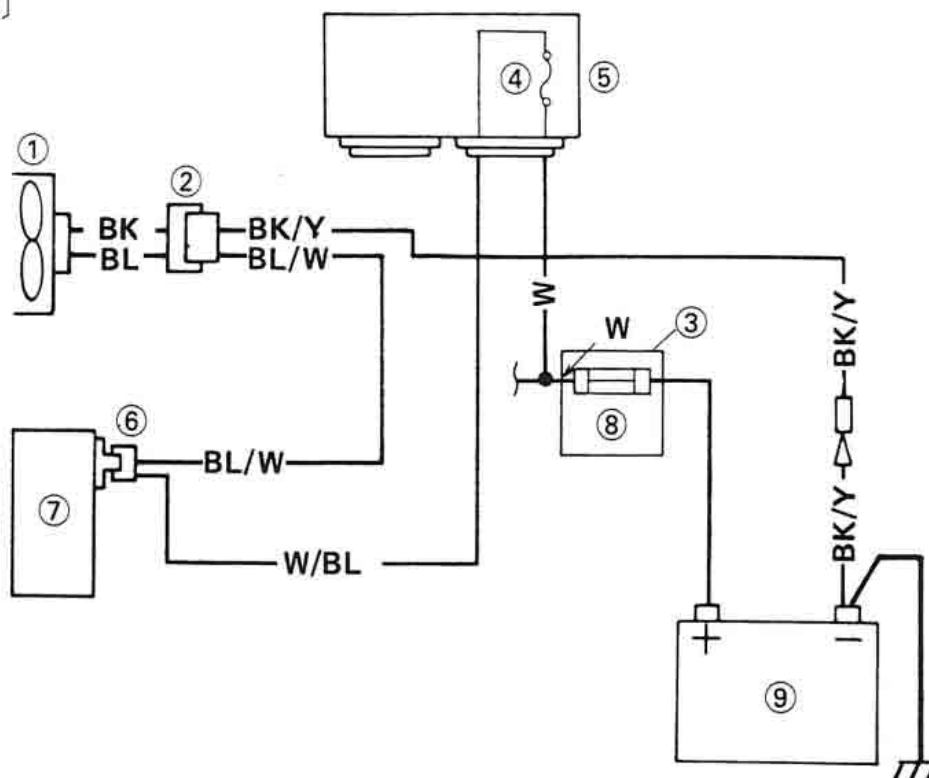 ④
⑤
①
②
BK
BK/Y
BL
BL/W
W
W
③
BK/Y
⑥
⑧
BL/W
⑦
BK/Y
W/BL
+
−
⑨